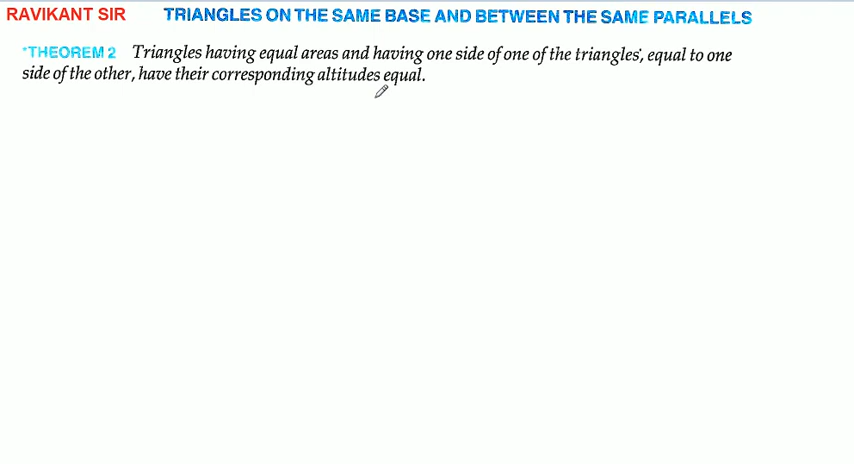 RAVIKANT SIR TRIANGLES ON THE SAME BASE AND BETWEEN THE SAME PARALLELS
*THEOREM 2 Triangles having equal areas and having one side of one of the triangles, equal to one
side of the other, have their corresponding altitudes equal.